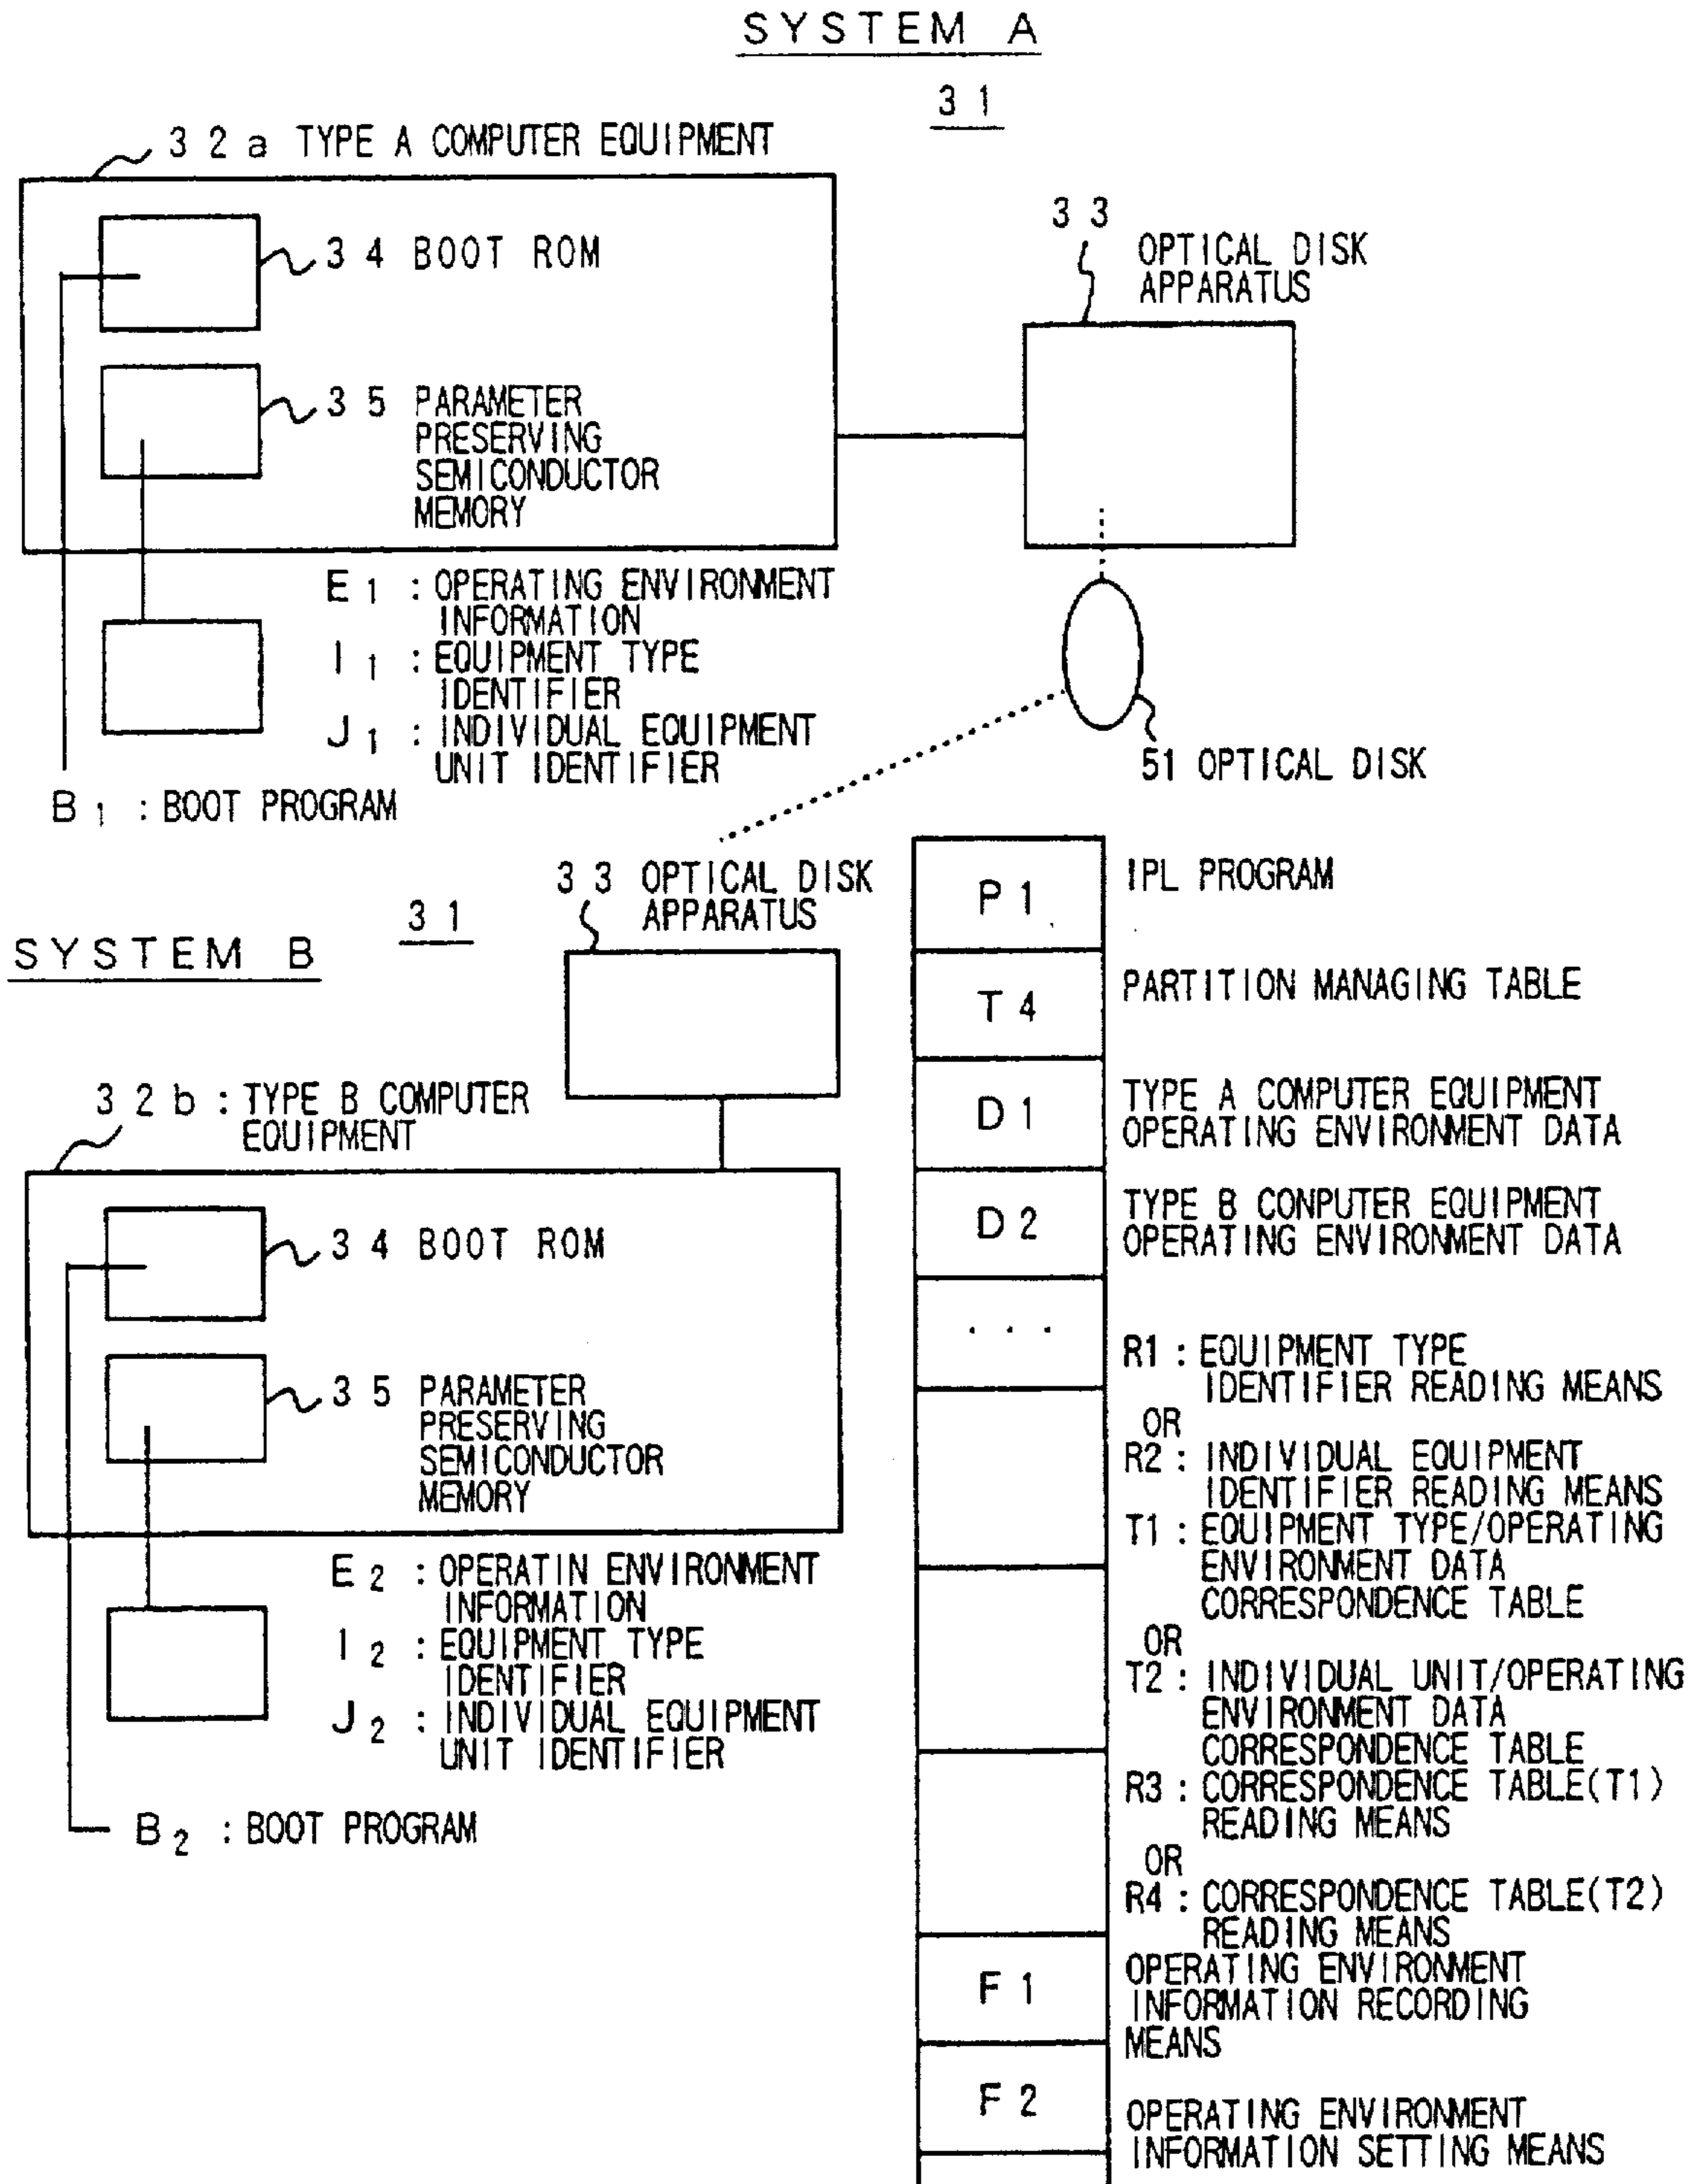 SYSTEM A
31
32a TYPE A COMPUTER EQUIPMENT
34 BOOT ROM
35 PARAMETER
PRESERVING
SEMICONDUCTOR
MEMORY
33
OPTICAL DISK
APPARATUS
E1 : OPERATING ENVIRONMENT
INFORMATION
I1 : EQUIPMENT TYPE
IDENTIFIER
J1 : INDIVIDUAL EQUIPMENT
UNIT IDENTIFIER
B1 : BOOT PROGRAM
51 OPTICAL DISK
SYSTEM B
31
33 OPTICAL DISK
APPARATUS
32b : TYPE B COMPUTER
EQUIPMENT
34 BOOT ROM
35 PARAMETER
PRESERVING
SEMICONDUCTOR
MEMORY
E2 : OPERATIN ENVIRONMENT
INFORMATION
I2 : EQUIPMENT TYPE
IDENTIFIER
J2 : INDIVIDUAL EQUIPMENT
UNIT IDENTIFIER
B2 : BOOT PROGRAM
P1 IPL PROGRAM
T4 PARTITION MANAGING TABLE
D1 TYPE A COMPUTER EQUIPMENT
OPERATING ENVIRONMENT DATA
D2 TYPE B CONPUTER EQUIPMENT
OPERATING ENVIRONMENT DATA
...
R1 : EQUIPMENT TYPE
IDENTIFIER READING MEANS
OR
R2 : INDIVIDUAL EQUIPMENT
IDENTIFIER READING MEANS
T1 : EQUIPMENT TYPE/OPERATING
ENVIRONMENT DATA
CORRESPONDENCE TABLE
OR
T2 : INDIVIDUAL UNIT/OPERATING
ENVIRONMENT DATA
CORRESPONDENCE TABLE
R3 : CORRESPONDENCE TABLE(T1)
READING MEANS
OR
R4 : CORRESPONDENCE TABLE(T2)
READING MEANS
F1 OPERATING ENVIRONMENT
INFORMATION RECORDING
MEANS
F2 OPERATING ENVIRONMENT
INFORMATION SETTING MEANS